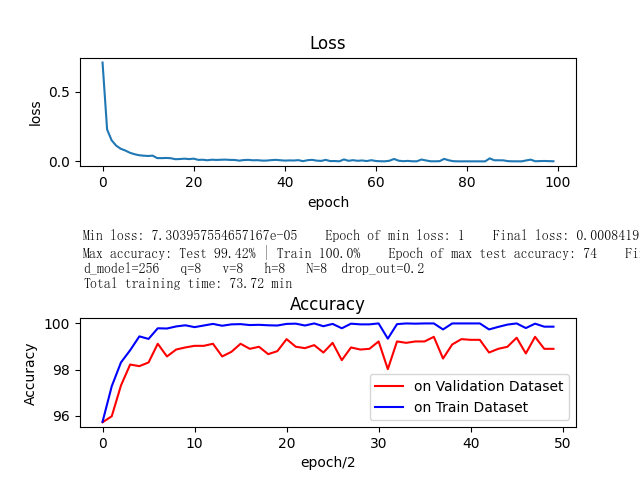 Loss
0.5
0.0
loss
0 20 40 60 80 100
epoch
Min loss: 7.303957554657167e-05 Epoch of min loss: 1 Final loss: 0.0008419
Max accuracy: Test 99.42% | Train 100.0% Epoch of max test accuracy: 74 Fi
d_model=256 q=8 v=8 h=8 N=8 drop_out=0.2
Total training time: 73.72 min
Accuracy
100
98
96
Accuracy
on Validation Dataset
on Train Dataset
0 10 20 30 40 50
epoch/2